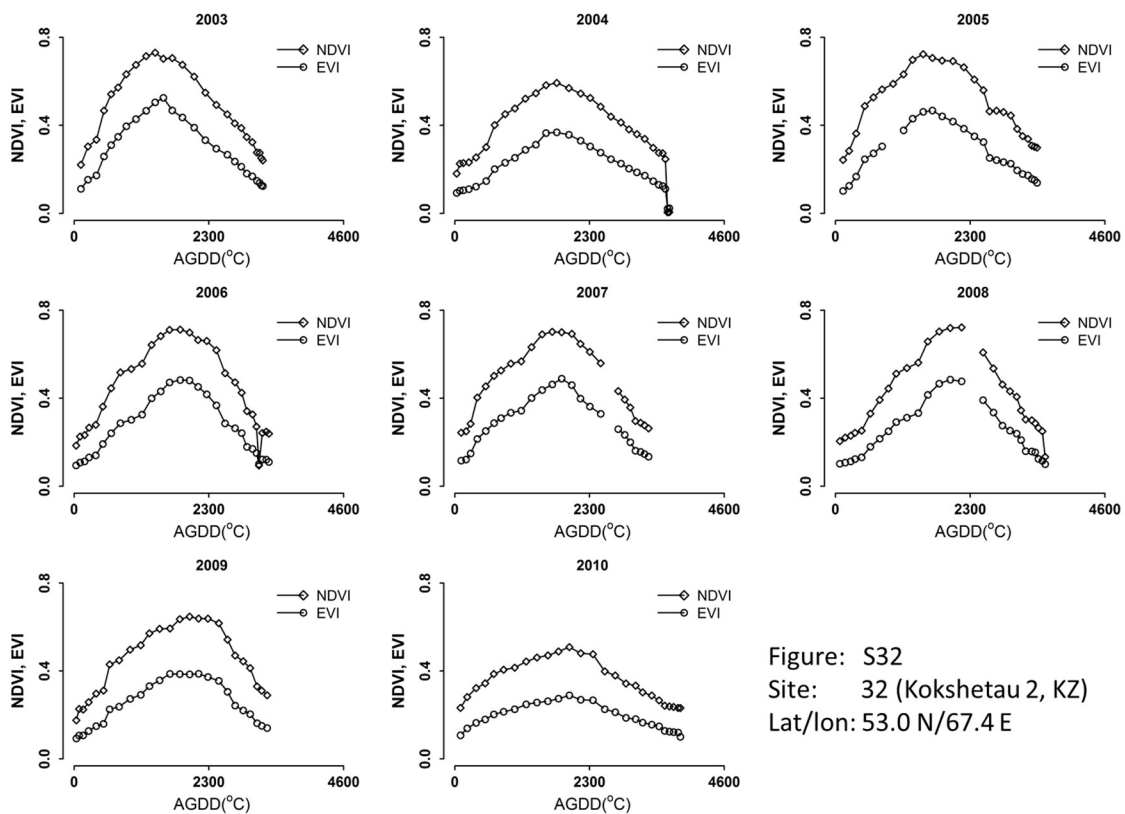 2003
2004
2005
0.8
0.4
0.0
NDVI, EVI
NDVI
EVI
0
2300
4600
AGDD(°C)
0.8
0.4
0.0
NDVI, EVI
NDVI
EVI
0
2300
4600
AGDD(°C)
0.8
0.4
0.0
NDVI, EVI
NDVI
EVI
0
2300
4600
AGDD(°C)
2006
2007
2008
0.8
0.4
0.0
NDVI, EVI
NDVI
EVI
0
2300
4600
AGDD(°C)
0.8
0.4
0.0
NDVI, EVI
NDVI
EVI
0
2300
4600
AGDD(°C)
0.8
0.4
0.0
NDVI, EVI
NDVI
EVI
0
2300
4600
AGDD(°C)
2009
2010
0.8
0.4
0.0
NDVI, EVI
NDVI
EVI
0
2300
4600
AGDD(°C)
0.8
0.4
0.0
NDVI, EVI
NDVI
EVI
0
2300
4600
AGDD(°C)
Figure: S32
Site: 32 (Kokshetau 2, KZ)
Lat/lon: 53.0 N/67.4 E